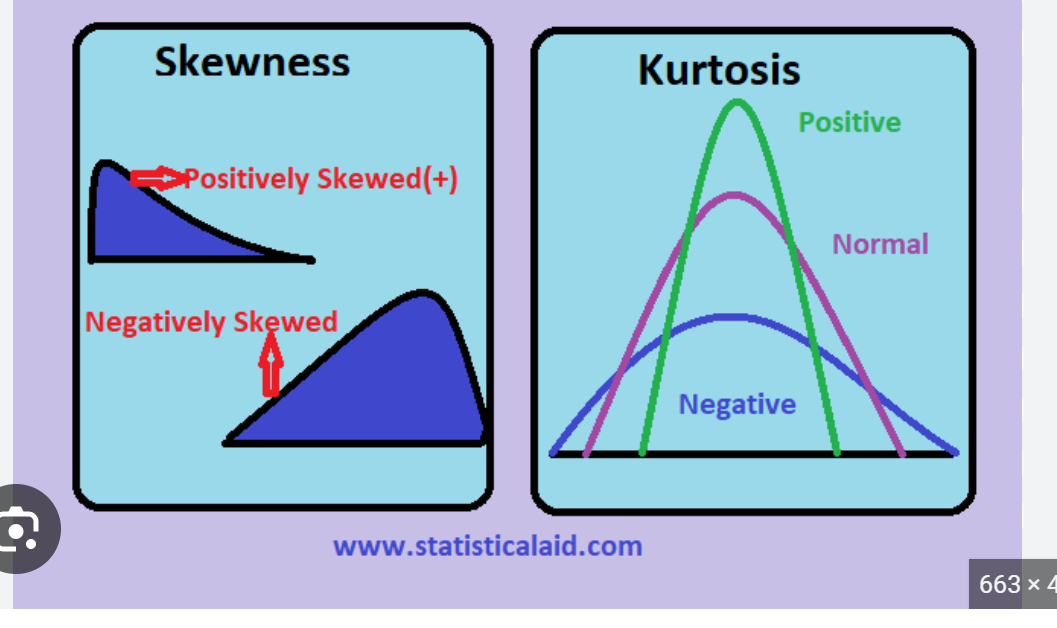 Skewness
Positively Skewed(+)
Negatively Skewed
Kurtosis
Positive
Normal
Negative
www.statisticalaid.com
663 × 4